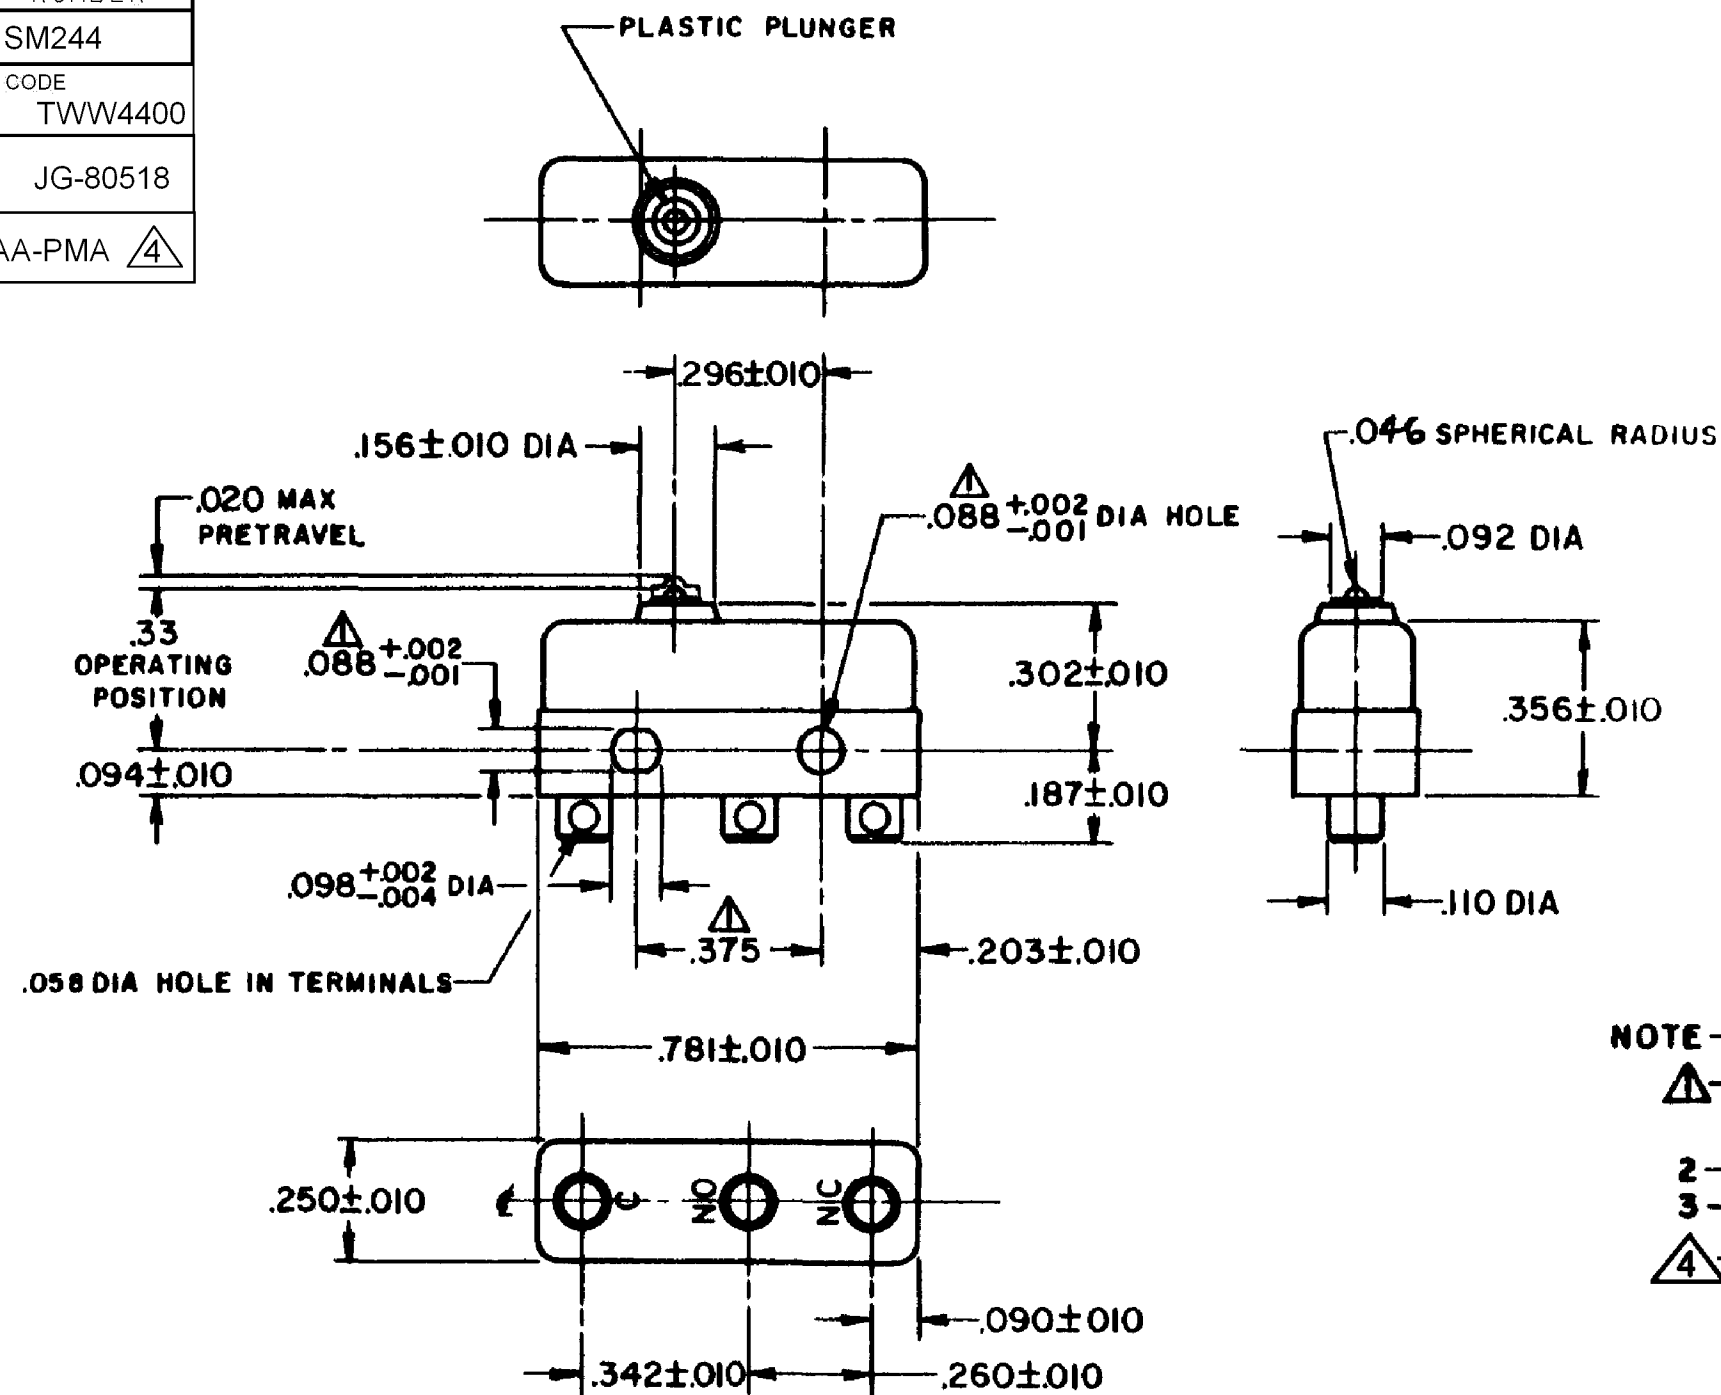 SM244
CODE
TWW4400
JG-80518
AA-PMA 4
PLASTIC PLUNGER
.296±.010
.156±.010 DIA
.046 SPHERICAL RADIUS
.020 MAX
PRETRAVEL
1
.088 +.002 -.001 DIA HOLE
.092 DIA
.33
OPERATING
POSITION
1
.088 +.002 -.001
.302±.010
.356±.010
.094±.010
.187±.010
.098 +.002 -.004 DIA
.110 DIA
1
.375
.203±.010
.058 DIA HOLE IN TERMINALS
.781±.010
NOTE-
1-
2-
3-
4
.250±.010
C
NO
NC
.090±.010
.342±.010
.260±.010